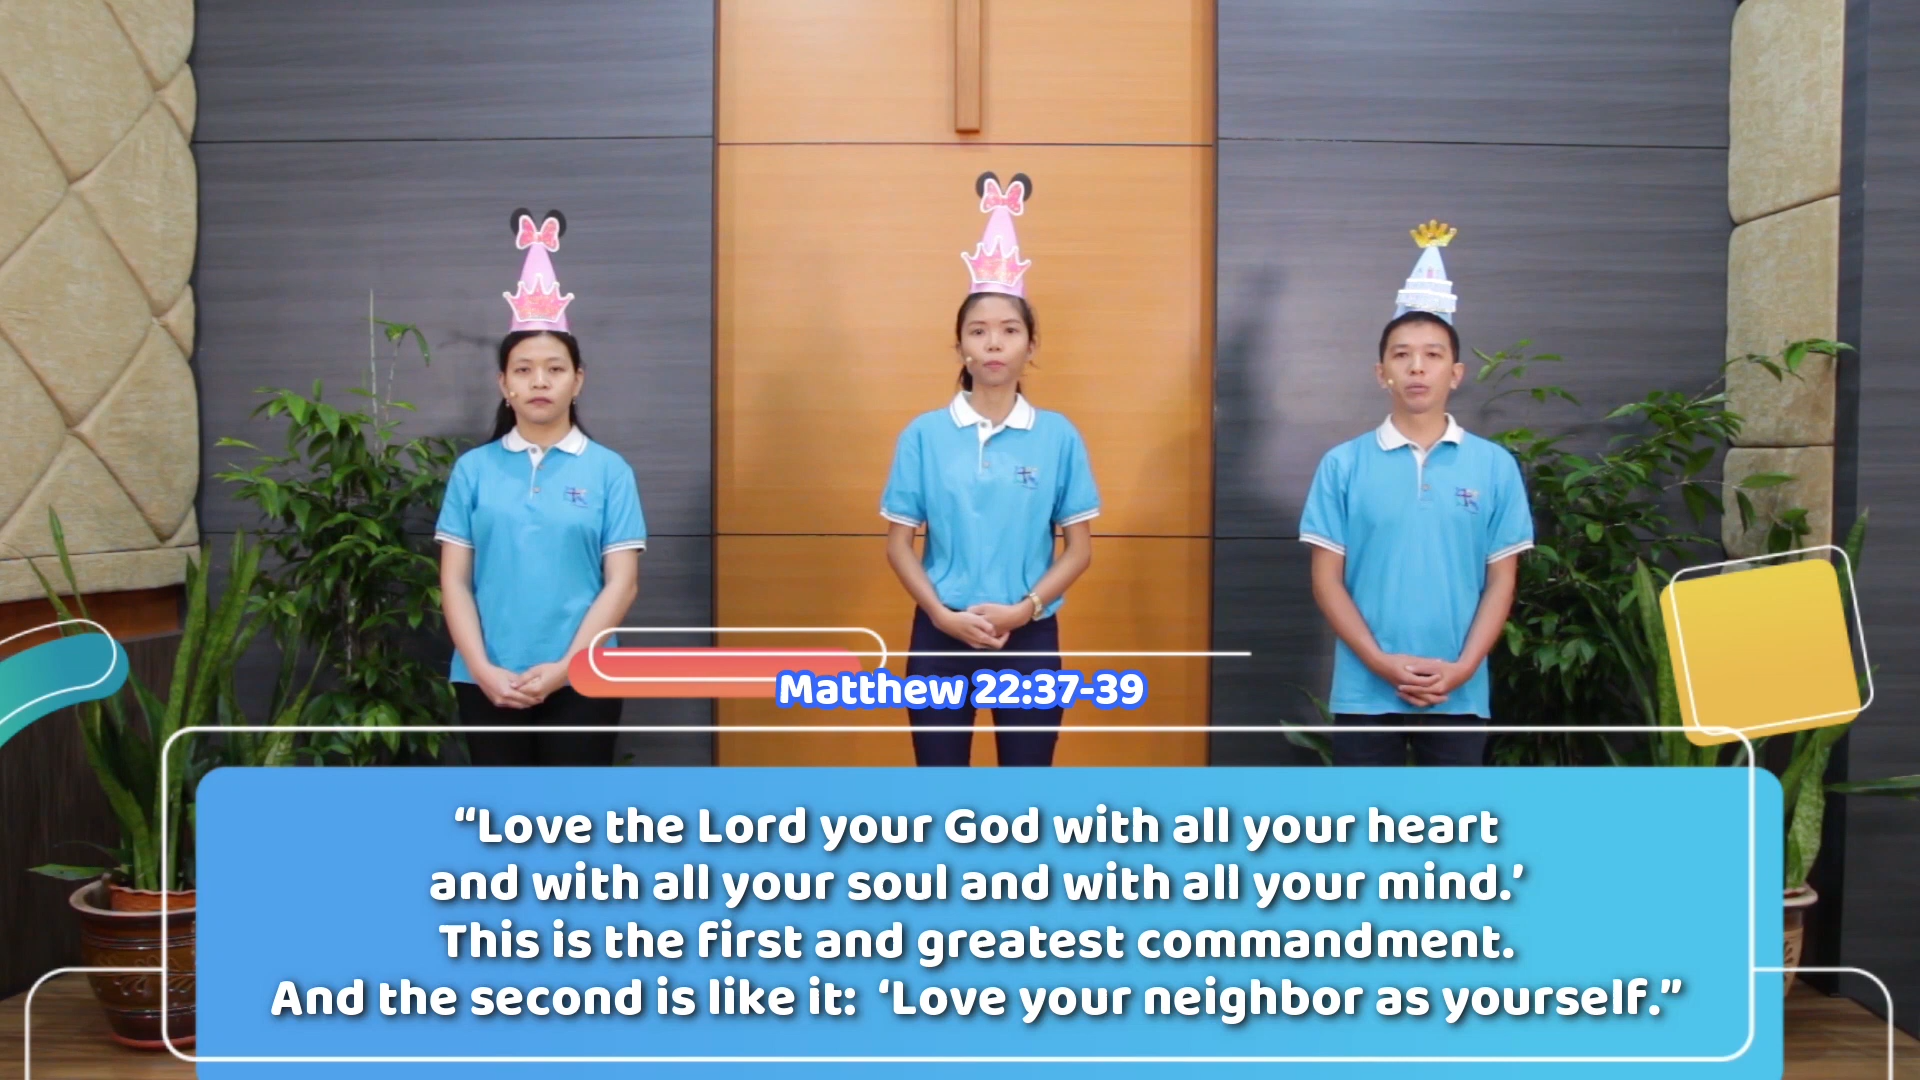 Matthew 22:37-39
“Love the Lord your God with all your heart
and with all your soul and with all your mind.’
This is the first and greatest commandment.
And the second is like it:  ‘Love your neighbor as yourself.”